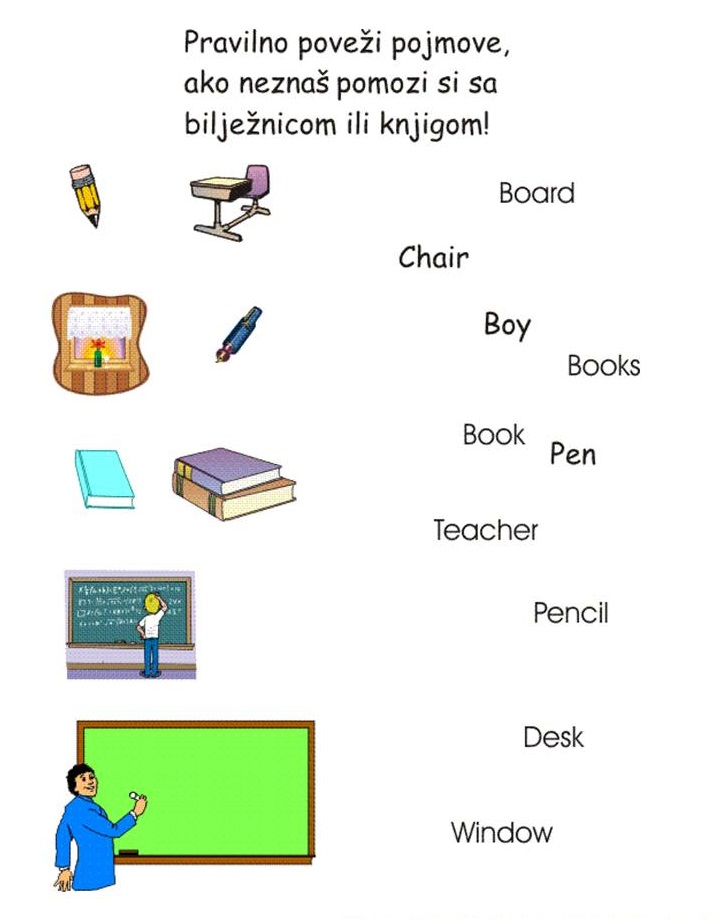 Pravilno poveži pojmove,
ako neznaš pomozi si sa
bilježnicom ili knjigom!
Board
Chair
Boy
Books
Book
Pen
Teacher
Pencil
Desk
Window